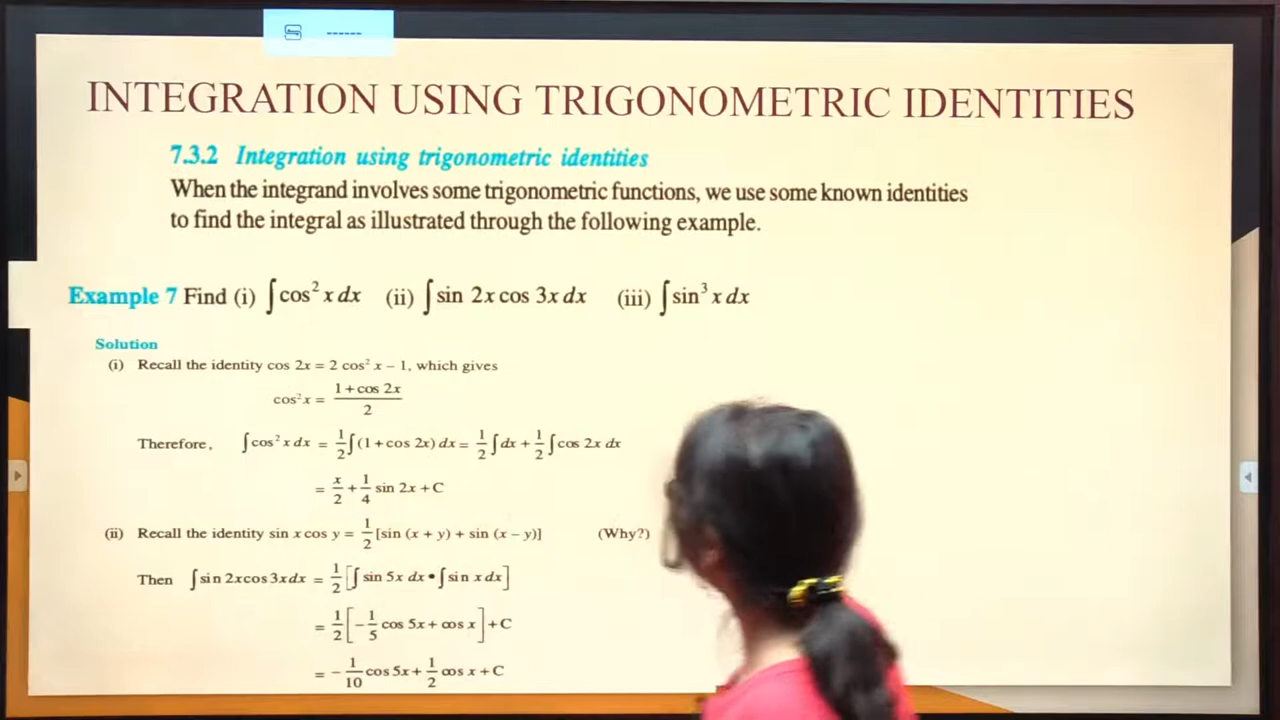 INTEGRATION USING TRIGONOMETRIC IDENTITIES
7.3.2 Integration using trigonometric identities
When the integrand involves some trigonometric functions, we use some known identities
to find the integral as illustrated through the following example.
Example 7 Find (i) ∫cos² x dx (ii) ∫sin 2x cos 3x dx (iii) ∫sin³ x dx
Solution
(i) Recall the identity cos 2x = 2 cos² x – 1, which gives
cos²x = (1 + cos 2x)/2
Therefore, ∫cos² x dx = 1/2 ∫(1 + cos 2x) dx = 1/2 ∫dx + 1/2 ∫cos 2x dx
= x/2 + 1/4 sin 2x + C
(ii) Recall the identity sin x cos y = 1/2 [sin (x + y) + sin (x – y)] (Why?)
Then ∫sin 2x cos 3x dx = 1/2 [∫sin 5x dx • ∫sin x dx]
= 1/2 [– 1/5 cos 5x + cos x] + C
= – 1/10 cos 5x + 1/2 cos x + C